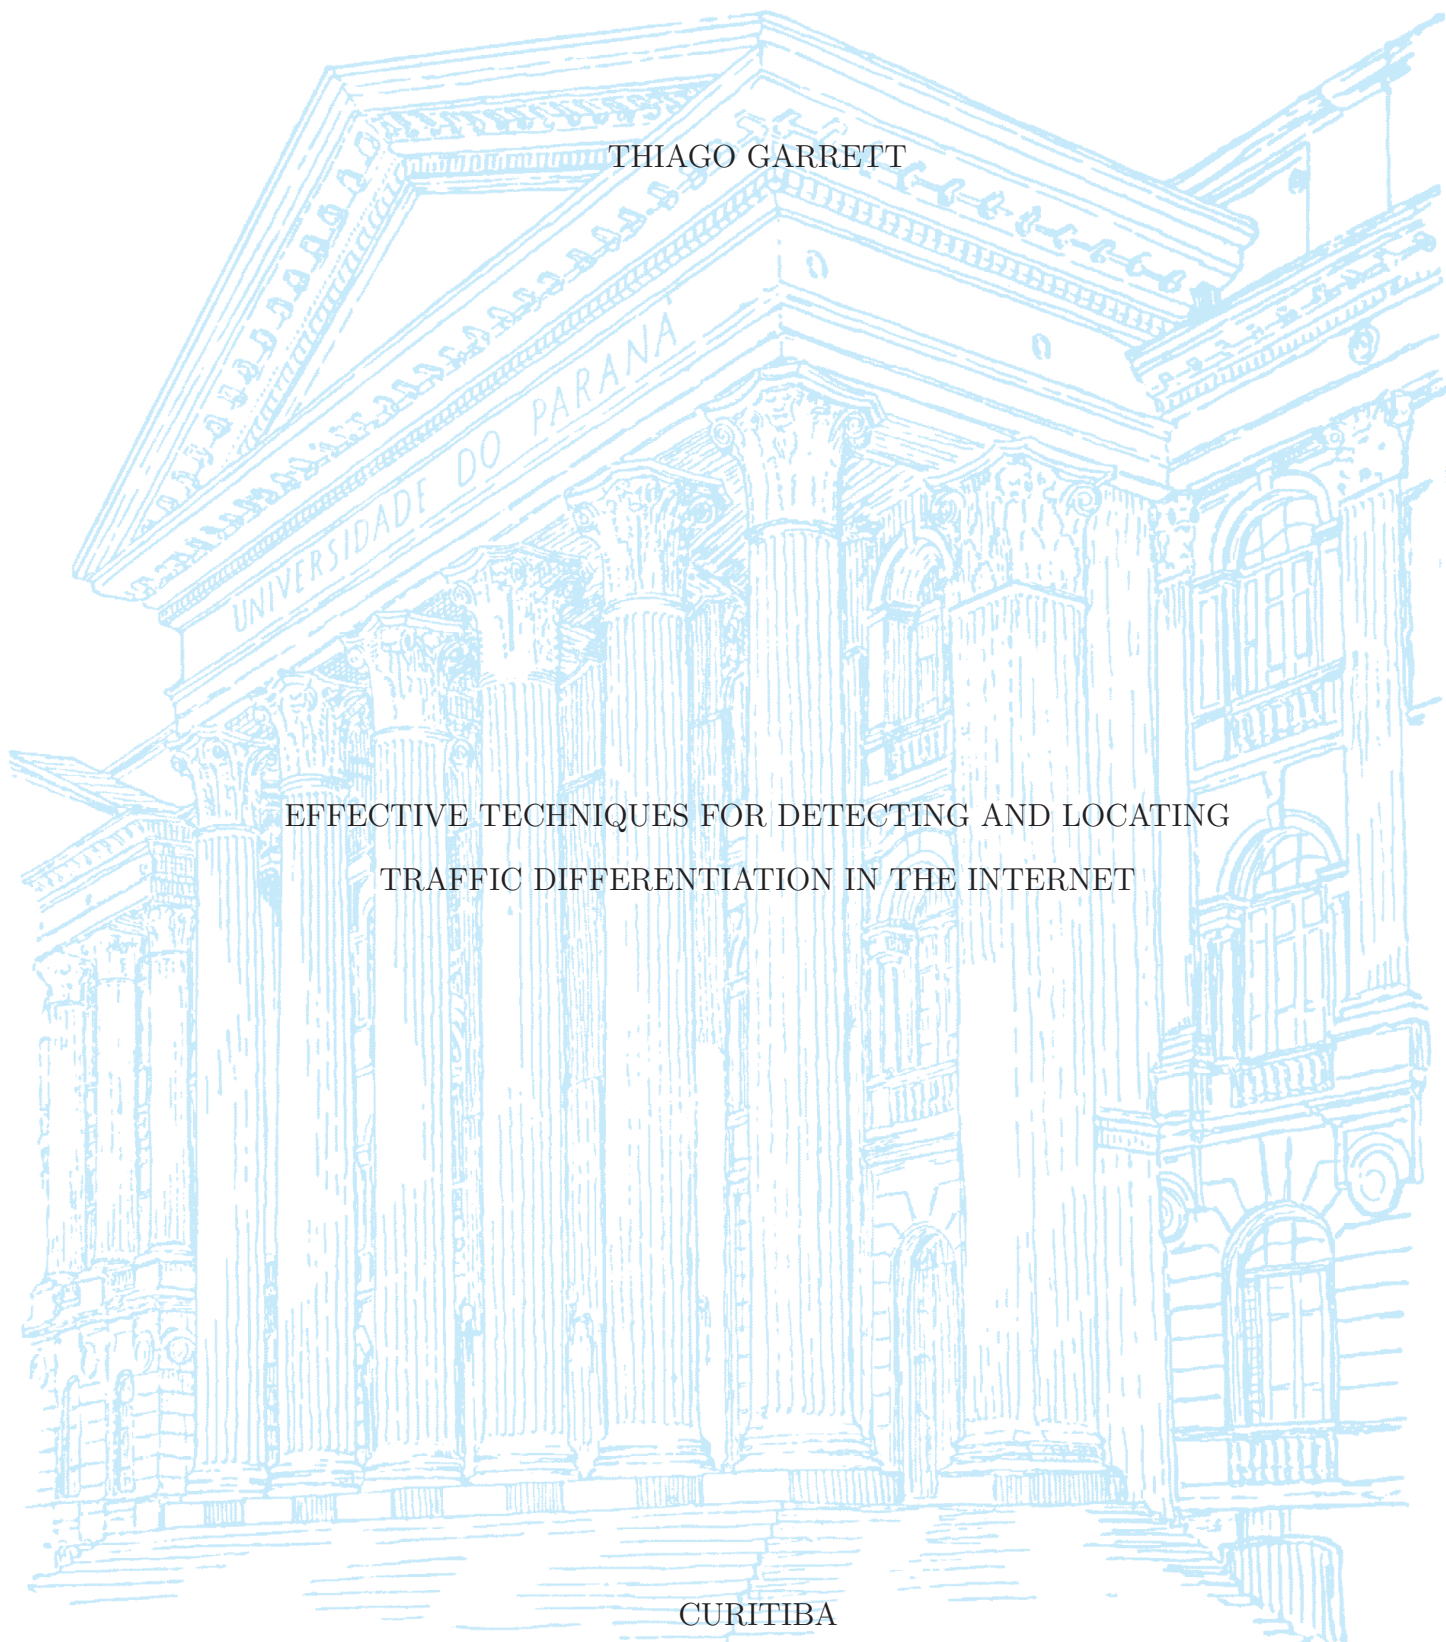 THIAGO GARRETT
UNIVERSIDADE DO PARANÁ
EFFECTIVE TECHNIQUES FOR DETECTING AND LOCATING
TRAFFIC DIFFERENTIATION IN THE INTERNET
CURITIBA